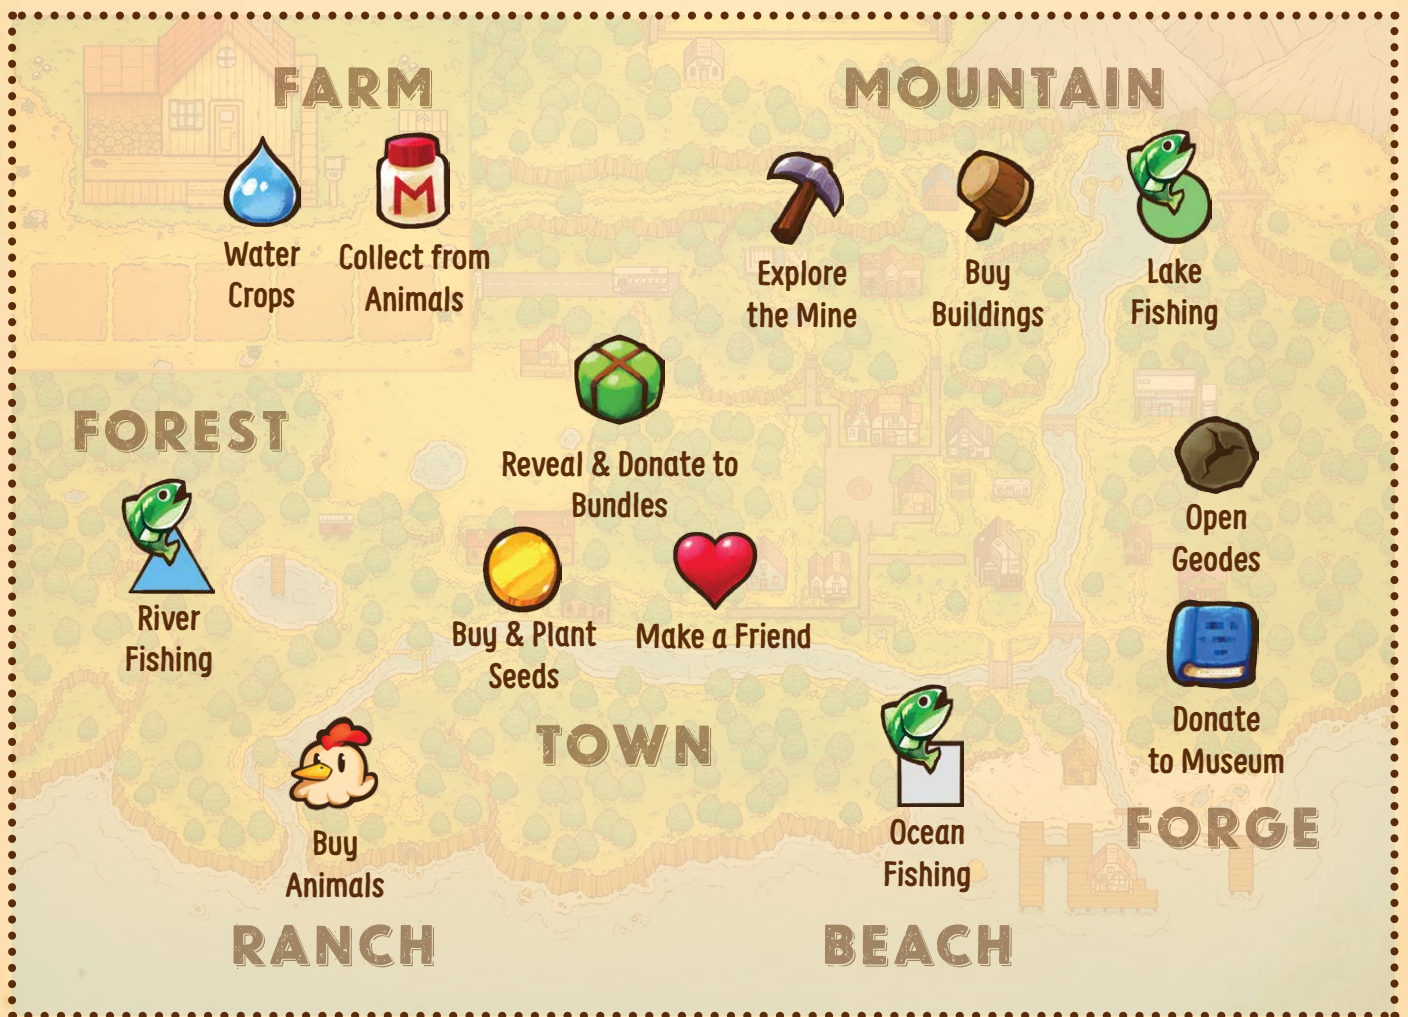 FARM
Water
Crops
Collect from
Animals
MOUNTAIN
Explore
the Mine
Buy
Buildings
Lake
Fishing
Reveal & Donate to
Bundles
Buy & Plant
Seeds
Make a Friend
TOWN
FOREST
River
Fishing
Open
Geodes
Donate
to Museum
FORGE
Buy
Animals
RANCH
Ocean
Fishing
BEACH
M